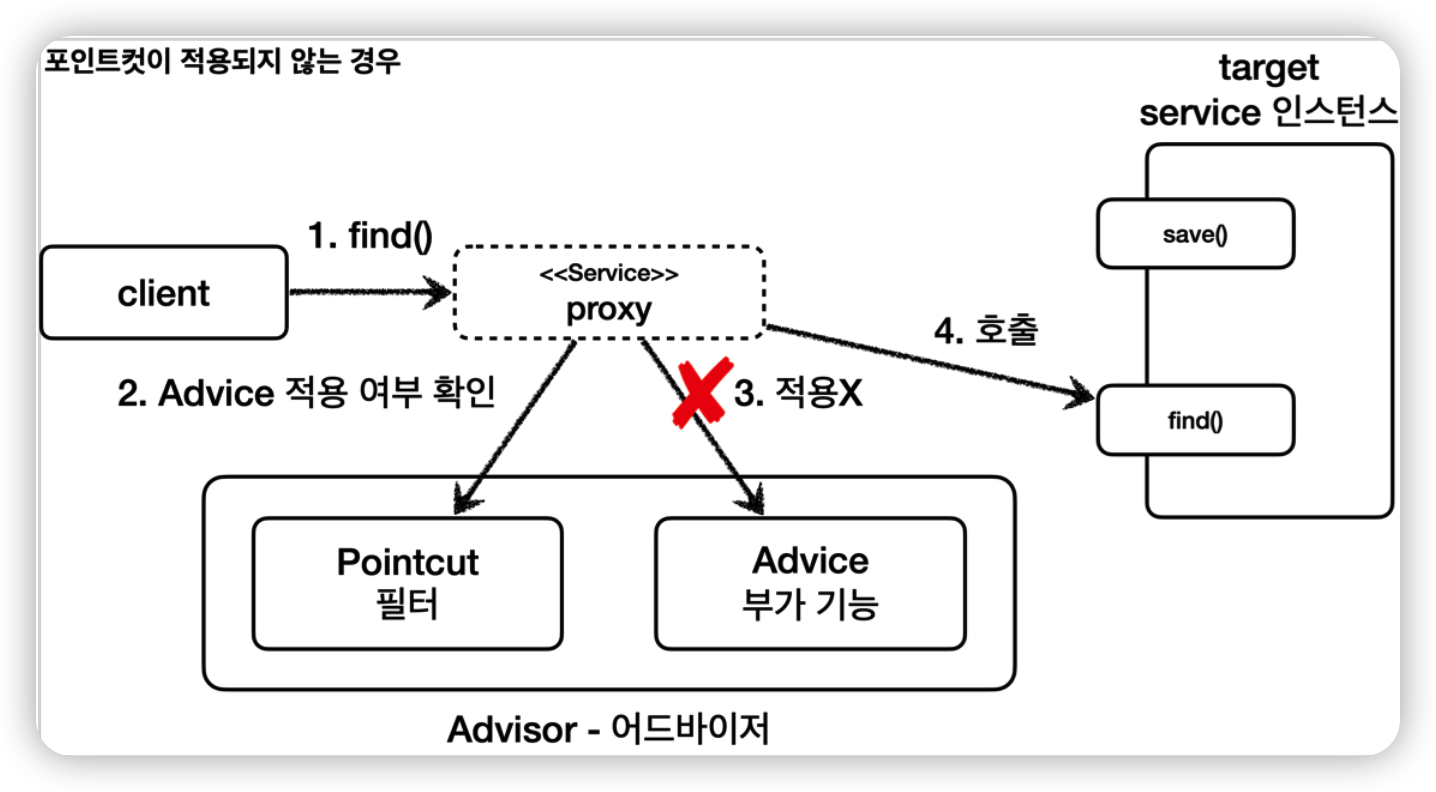 포인트컷이 적용되지 않는 경우
target
service 인스턴스
save()
1. find()
client
<<Service>>
proxy
4. 호출
2. Advice 적용 여부 확인
3. 적용X
find()
Pointcut
필터
Advice
부가 기능
Advisor - 어드바이저